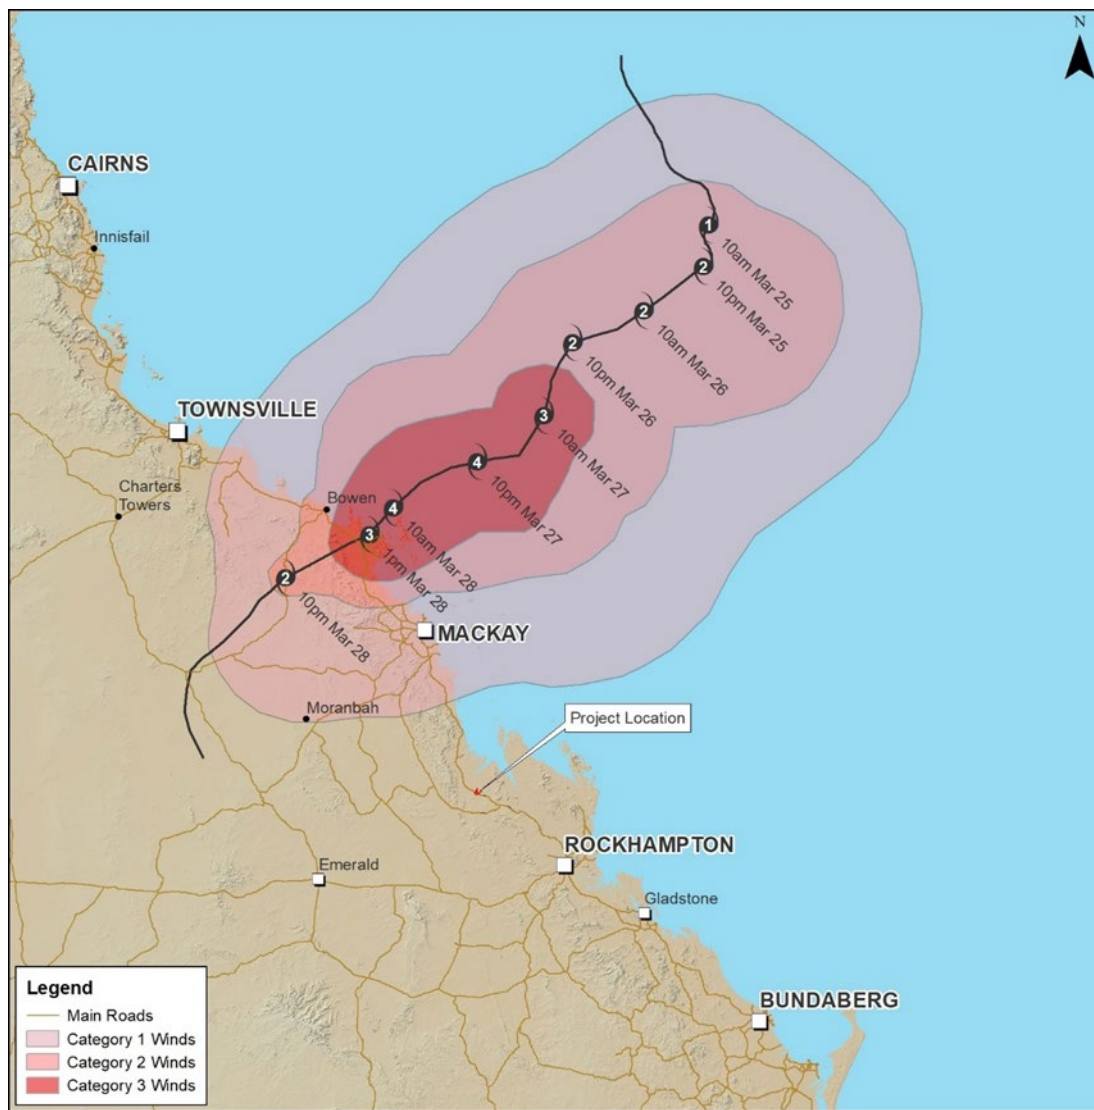 N
CAIRNS
Innisfail
1
10am Mar 25
2
10pm Mar 25
2
10am Mar 26
2
10pm Mar 26
3
10am Mar 27
TOWNSVILLE
4
10pm Mar 27
Charters
Towers
Bowen
4
10am Mar 28
3
1pm Mar 28
2
10pm Mar 28
MACKAY
Moranbah
Project Location
ROCKHAMPTON
Emerald
Gladstone
BUNDABERG
Legend
Main Roads
Category 1 Winds
Category 2 Winds
Category 3 Winds